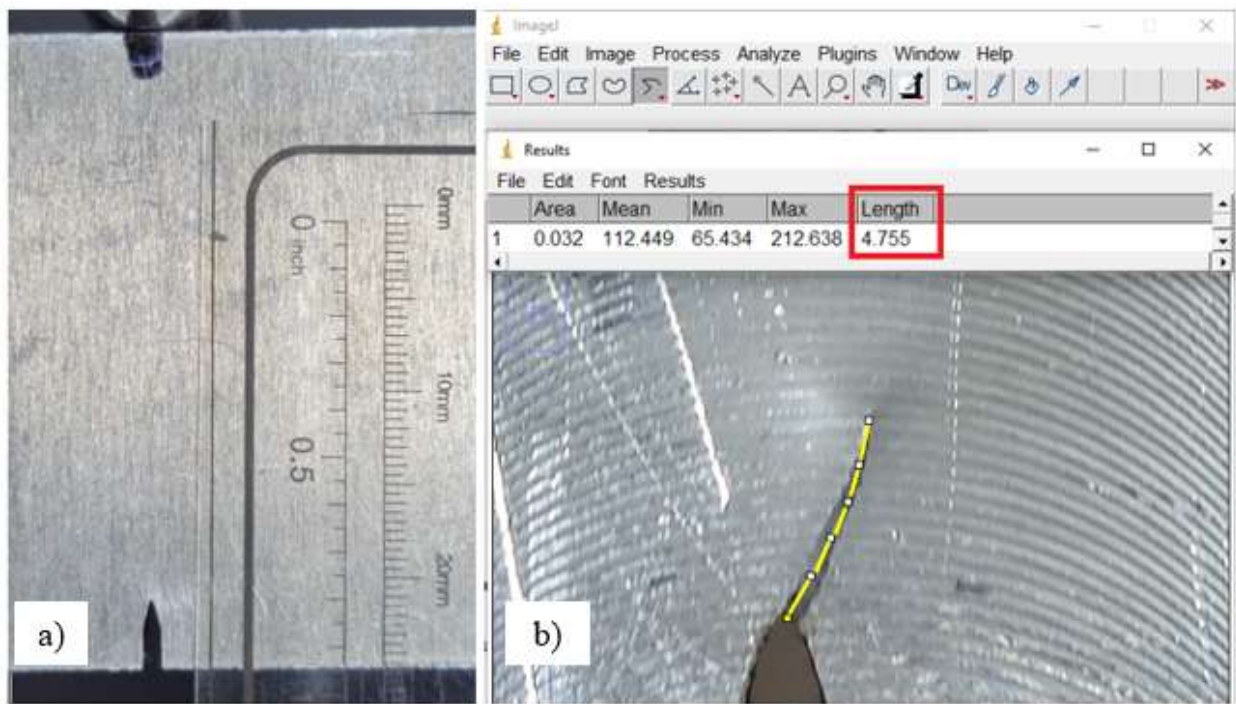 0mm
0
inch
10mm
0.5
20mm
a)
ImageJ
File Edit Image Process Analyze Plugins Window Help
Dev
Results
File Edit Font Results
Area Mean Min Max Length
1 0.032 112.449 65.434 212.638 4.755
b)